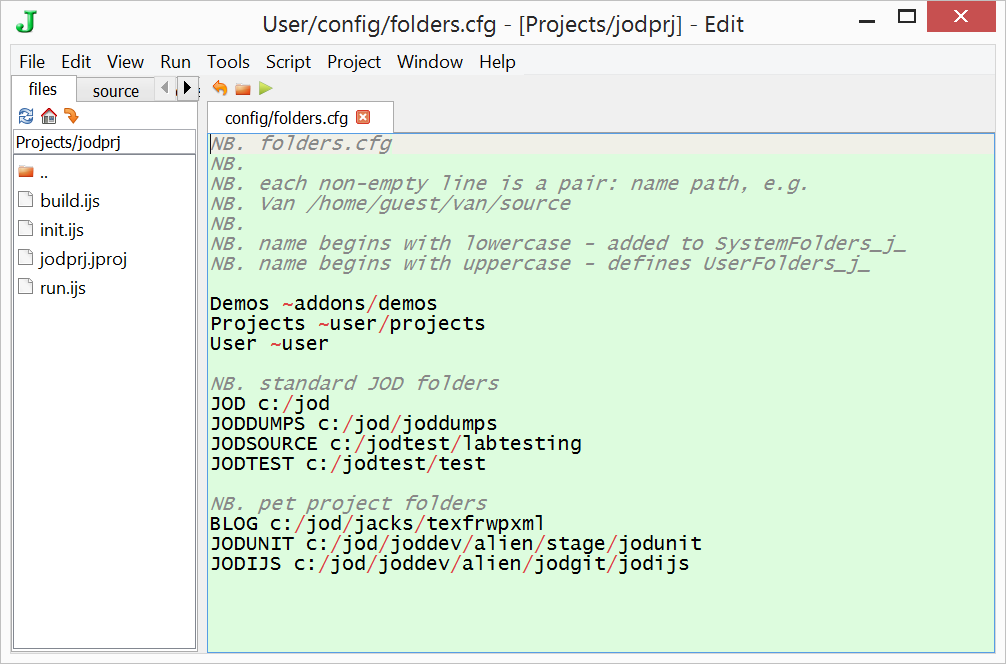 User/config/folders.cfg - [Projects/jodprj] - Edit
File Edit View Run Tools Script Project Window Help
files source
config/folders.cfg
Projects/jodprj
..
build.ijs
init.ijs
jodprj.jproj
run.ijs
NB. folders.cfg
NB.
NB. each non-empty line is a pair: name path, e.g.
NB. Van /home/guest/van/source
NB.
NB. name begins with lowercase - added to SystemFolders_j_
NB. name begins with uppercase - defines UserFolders_j_
Demos ~addons/demos
Projects ~user/projects
User ~user
NB. standard JOD folders
JOD c:/jod
JODDUMPS c:/jod/joddumps
JODSOURCE c:/jodtest/labtesting
JODTEST c:/jodtest/test
NB. pet project folders
BLOG c:/jod/jacks/texfrwpxml
JODUNIT c:/jod/joddev/alien/stage/jodunit
JODIJS c:/jod/joddev/alien/jodgit/jodijs